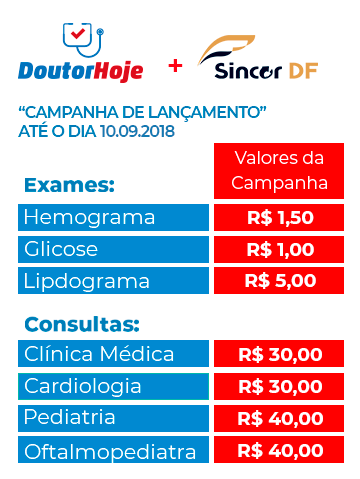 DoutorHoje + Sincor DF
“CAMPANHA DE LANÇAMENTO”
ATÉ O DIA 10.09.2018
Valores da
Campanha
Exames:
Hemograma R$ 1,50
Glicose R$ 1,00
Lipdograma R$ 5,00
Consultas:
Clínica Médica R$ 30,00
Cardiologia R$ 30,00
Pediatria R$ 40,00
Oftalmopediatra R$ 40,00